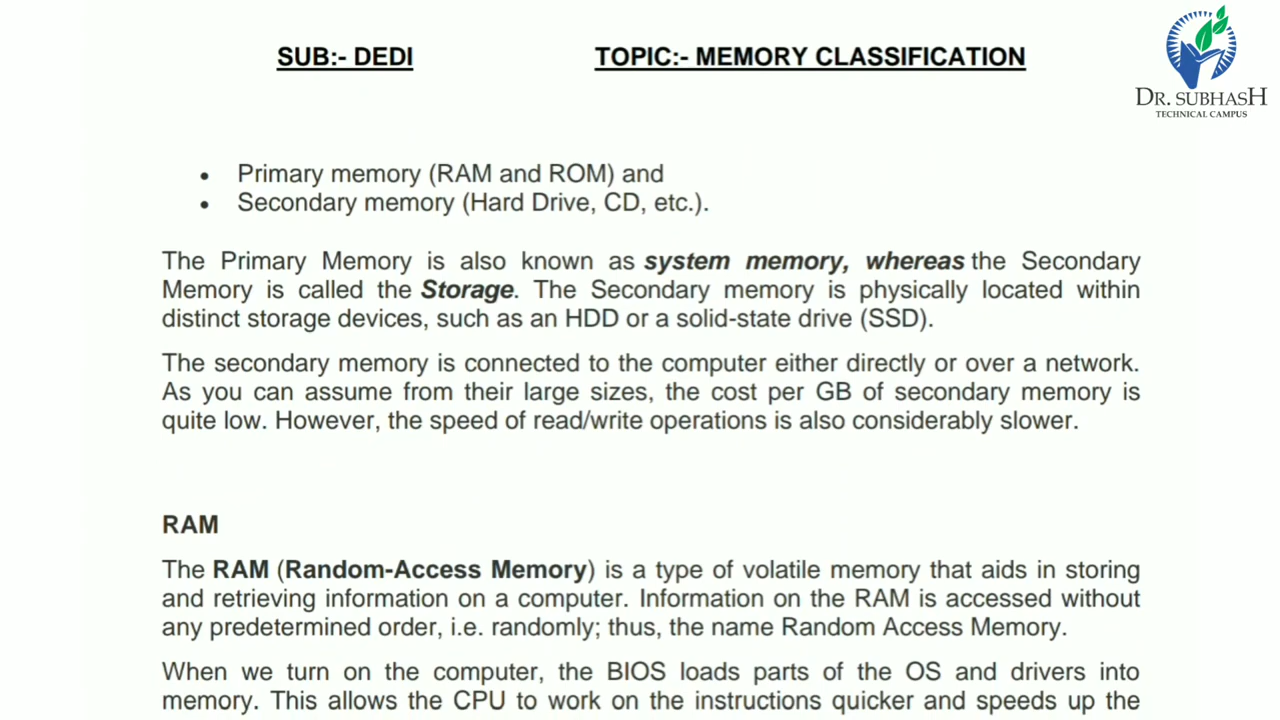 SUB:- DEDI TOPIC:- MEMORY CLASSIFICATION
DR. SUBHASH
TECHNICAL CAMPUS
• Primary memory (RAM and ROM) and
• Secondary memory (Hard Drive, CD, etc.).
The Primary Memory is also known as system memory, whereas the Secondary
Memory is called the Storage. The Secondary memory is physically located within
distinct storage devices, such as an HDD or a solid-state drive (SSD).
The secondary memory is connected to the computer either directly or over a network.
As you can assume from their large sizes, the cost per GB of secondary memory is
quite low. However, the speed of read/write operations is also considerably slower.
RAM
The RAM (Random-Access Memory) is a type of volatile memory that aids in storing
and retrieving information on a computer. Information on the RAM is accessed without
any predetermined order, i.e. randomly; thus, the name Random Access Memory.
When we turn on the computer, the BIOS loads parts of the OS and drivers into
memory. This allows the CPU to work on the instructions quicker and speeds up the